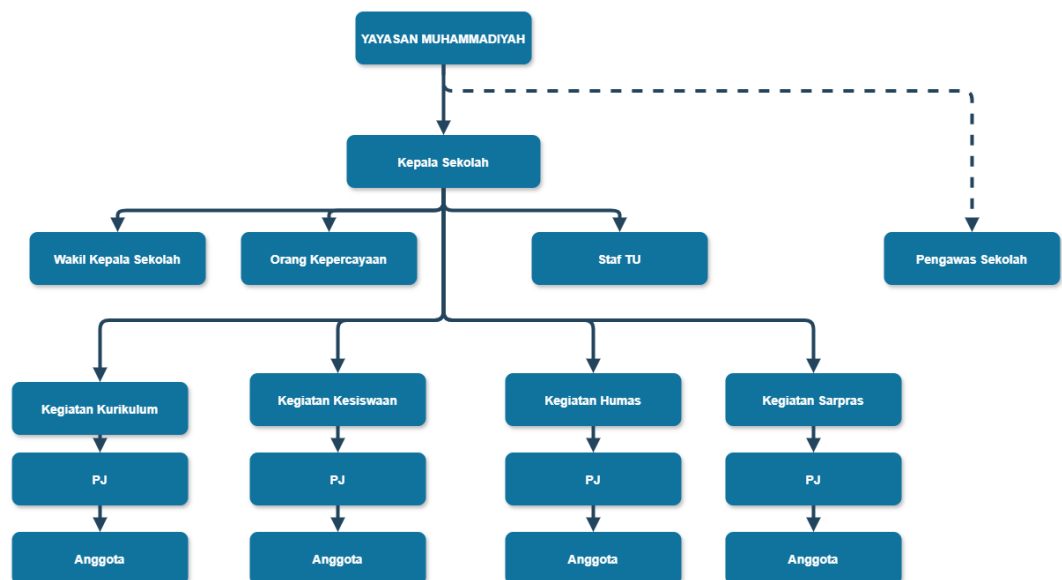 YAYASAN MUHAMMADIYAH
Kepala Sekolah
Wakil Kepala Sekolah
Orang Kepercayaan
Staf TU
Pengawas Sekolah
Kegiatan Kurikulum
Kegiatan Kesiswaan
Kegiatan Humas
Kegiatan Sarpras
PJ
PJ
PJ
PJ
Anggota
Anggota
Anggota
Anggota